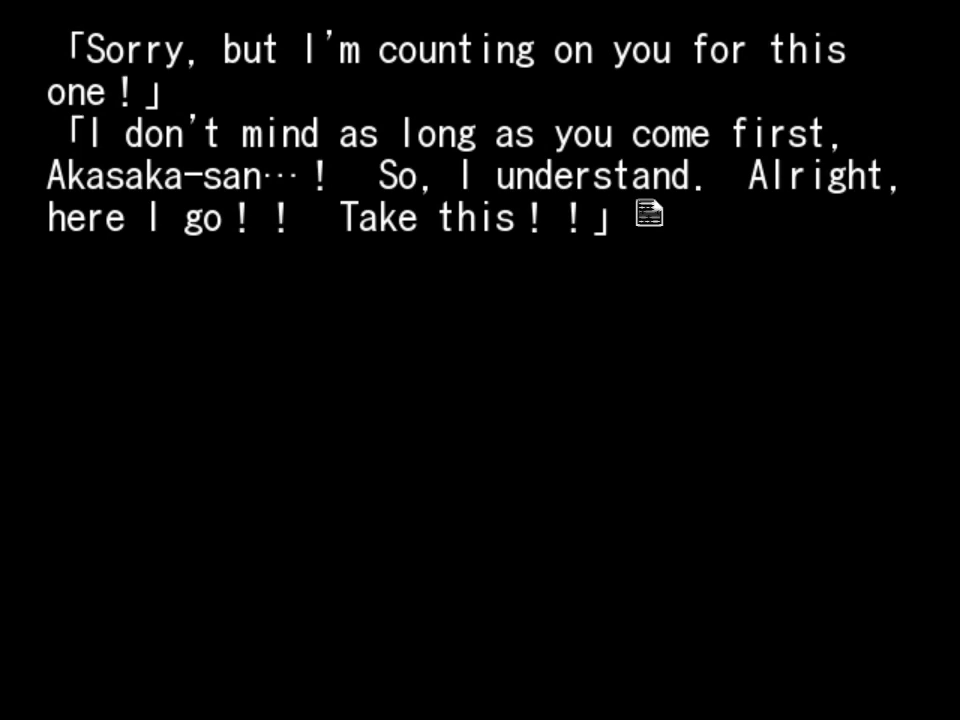 「Sorry, but I'm counting on you for this
one！」
「I don't mind as long as you come first,
Akasaka-san…！　So, I understand.　Alright,
here I go！！　Take this！！」